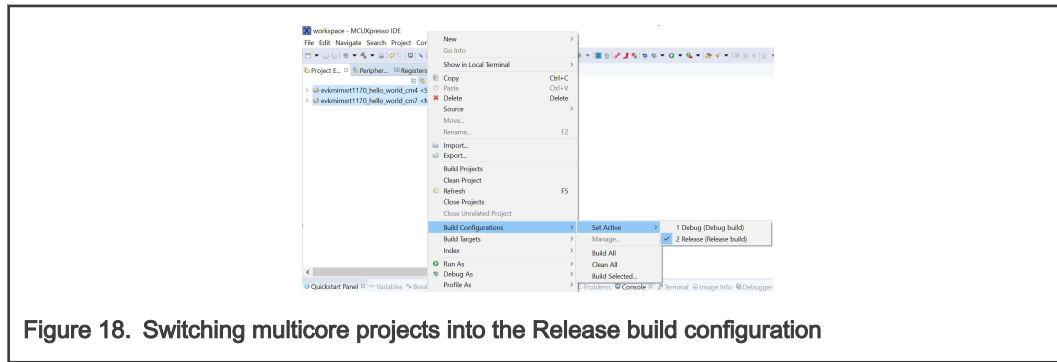 workspace - MCUXpresso IDE
File Edit Navigate Search Project
Project E... Peripher... Registers
evkmimxrt1170_hello_world_cm4
evkmimxrt1170_hello_world_cm7
New
Go Into
Show in Local Terminal
Copy Ctrl+C
Paste Ctrl+V
Delete Delete
Source
Move...
Rename... F2
Import...
Export...
Build Projects
Clean Project
Refresh F5
Close Projects
Close Unrelated Project
Build Configurations
Build Targets
Index
Run As
Debug As
Profile As
Set Active
Manage...
Build All
Clean All
Build Selected...
1 Debug (Debug build)
2 Release (Release build)
Quickstart Panel Variables
Problems Console Terminal Image Info Debugger
Figure 18. Switching multicore projects into the Release build configuration